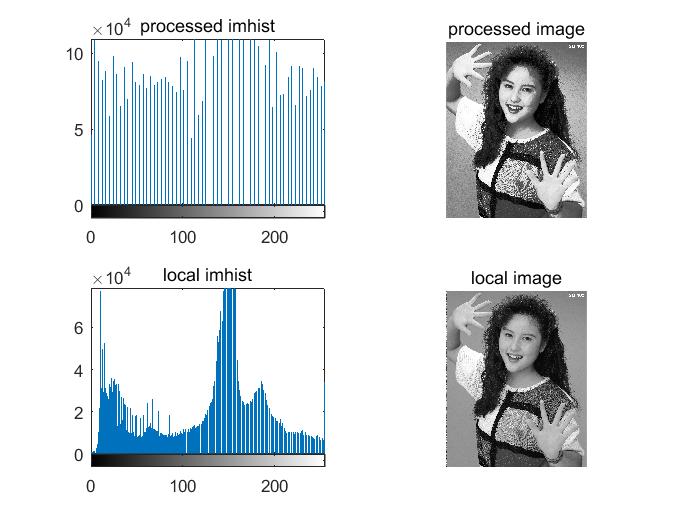 ×10⁴ processed imhist
10
5
0
0 100 200
processed image
×10⁴ local imhist
6
4
2
0
0 100 200
local image